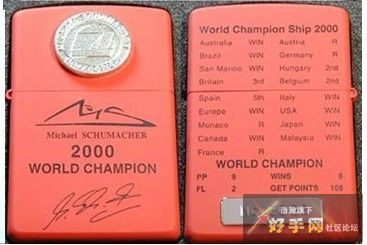 Michael SCHUMACHER
2000
WORLD CHAMPION
World Champion Ship 2000
Australia WIN Austria R
Brazil WIN Germany R
San Marino WIN Hungary 2nd
Britain 3rd Belgium 2nd
Spain 5th Italy WIN
Europe WIN USA WIN
Monaco R Japan WIN
Canada WIN Malaysia WIN
France R
WORLD CHAMPION
PP 9 WINS 9
FL 2 GET POINTS 108
浩瀚旗下
好手网 社区论坛